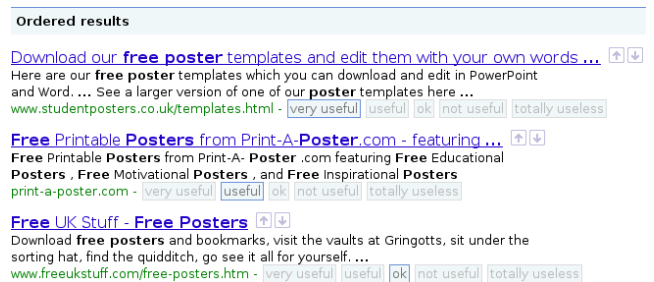 Ordered results
Download our free poster templates and edit them with your own words ...
Here are our free poster templates which you can download and edit in PowerPoint
and Word. ... See a larger version of one of our poster templates here ...
www.studentposters.co.uk/templates.html - very useful useful ok not useful totally useless
Free Printable Posters from Print-A-Poster.com - featuring ...
Free Printable Posters from Print-A- Poster .com featuring Free Educational
Posters , Free Motivational Posters , and Free Inspirational Posters
print-a-poster.com - very useful useful ok not useful totally useless
Free UK Stuff - Free Posters
Download free posters and bookmarks, visit the vaults at Gringotts, sit under the
sorting hat, find the quidditch, go see it all for yourself. ...
www.freeukstuff.com/free-posters.htm - very useful useful ok not useful totally useless